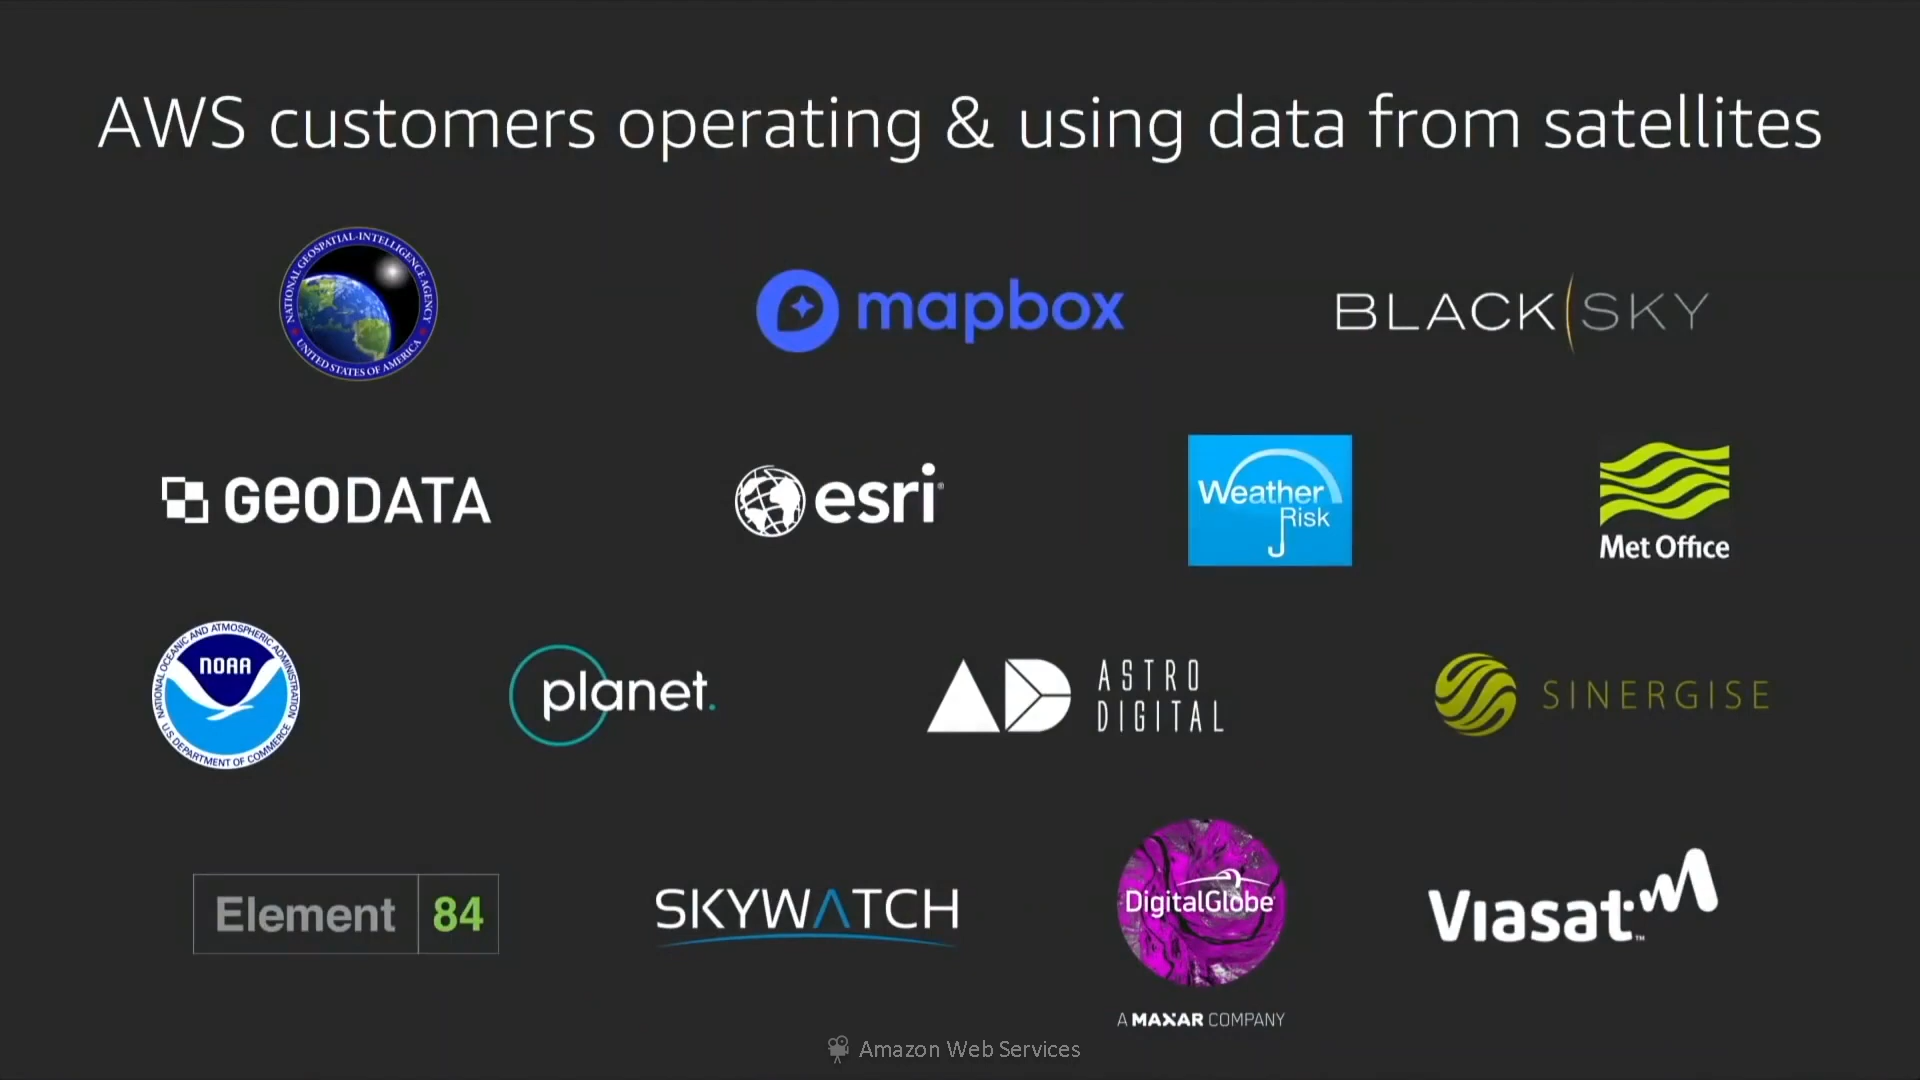 AWS customers operating & using data from satellites
NATIONAL GEOSPATIAL-INTELLIGENCE AGENCY
UNITED STATES OF AMERICA
mapbox
BLACK SKY
GEODATA
esri
Weather
Risk
Met Office
NATIONAL OCEANIC AND ATMOSPHERIC ADMINISTRATION
NOAA
U.S. DEPARTMENT OF COMMERCE
planet.
ASTRO
DIGITAL
SINERGISE
Element 84
SKYWATCH
DigitalGlobe
A MAXAR COMPANY
Viasat™
Amazon Web Services